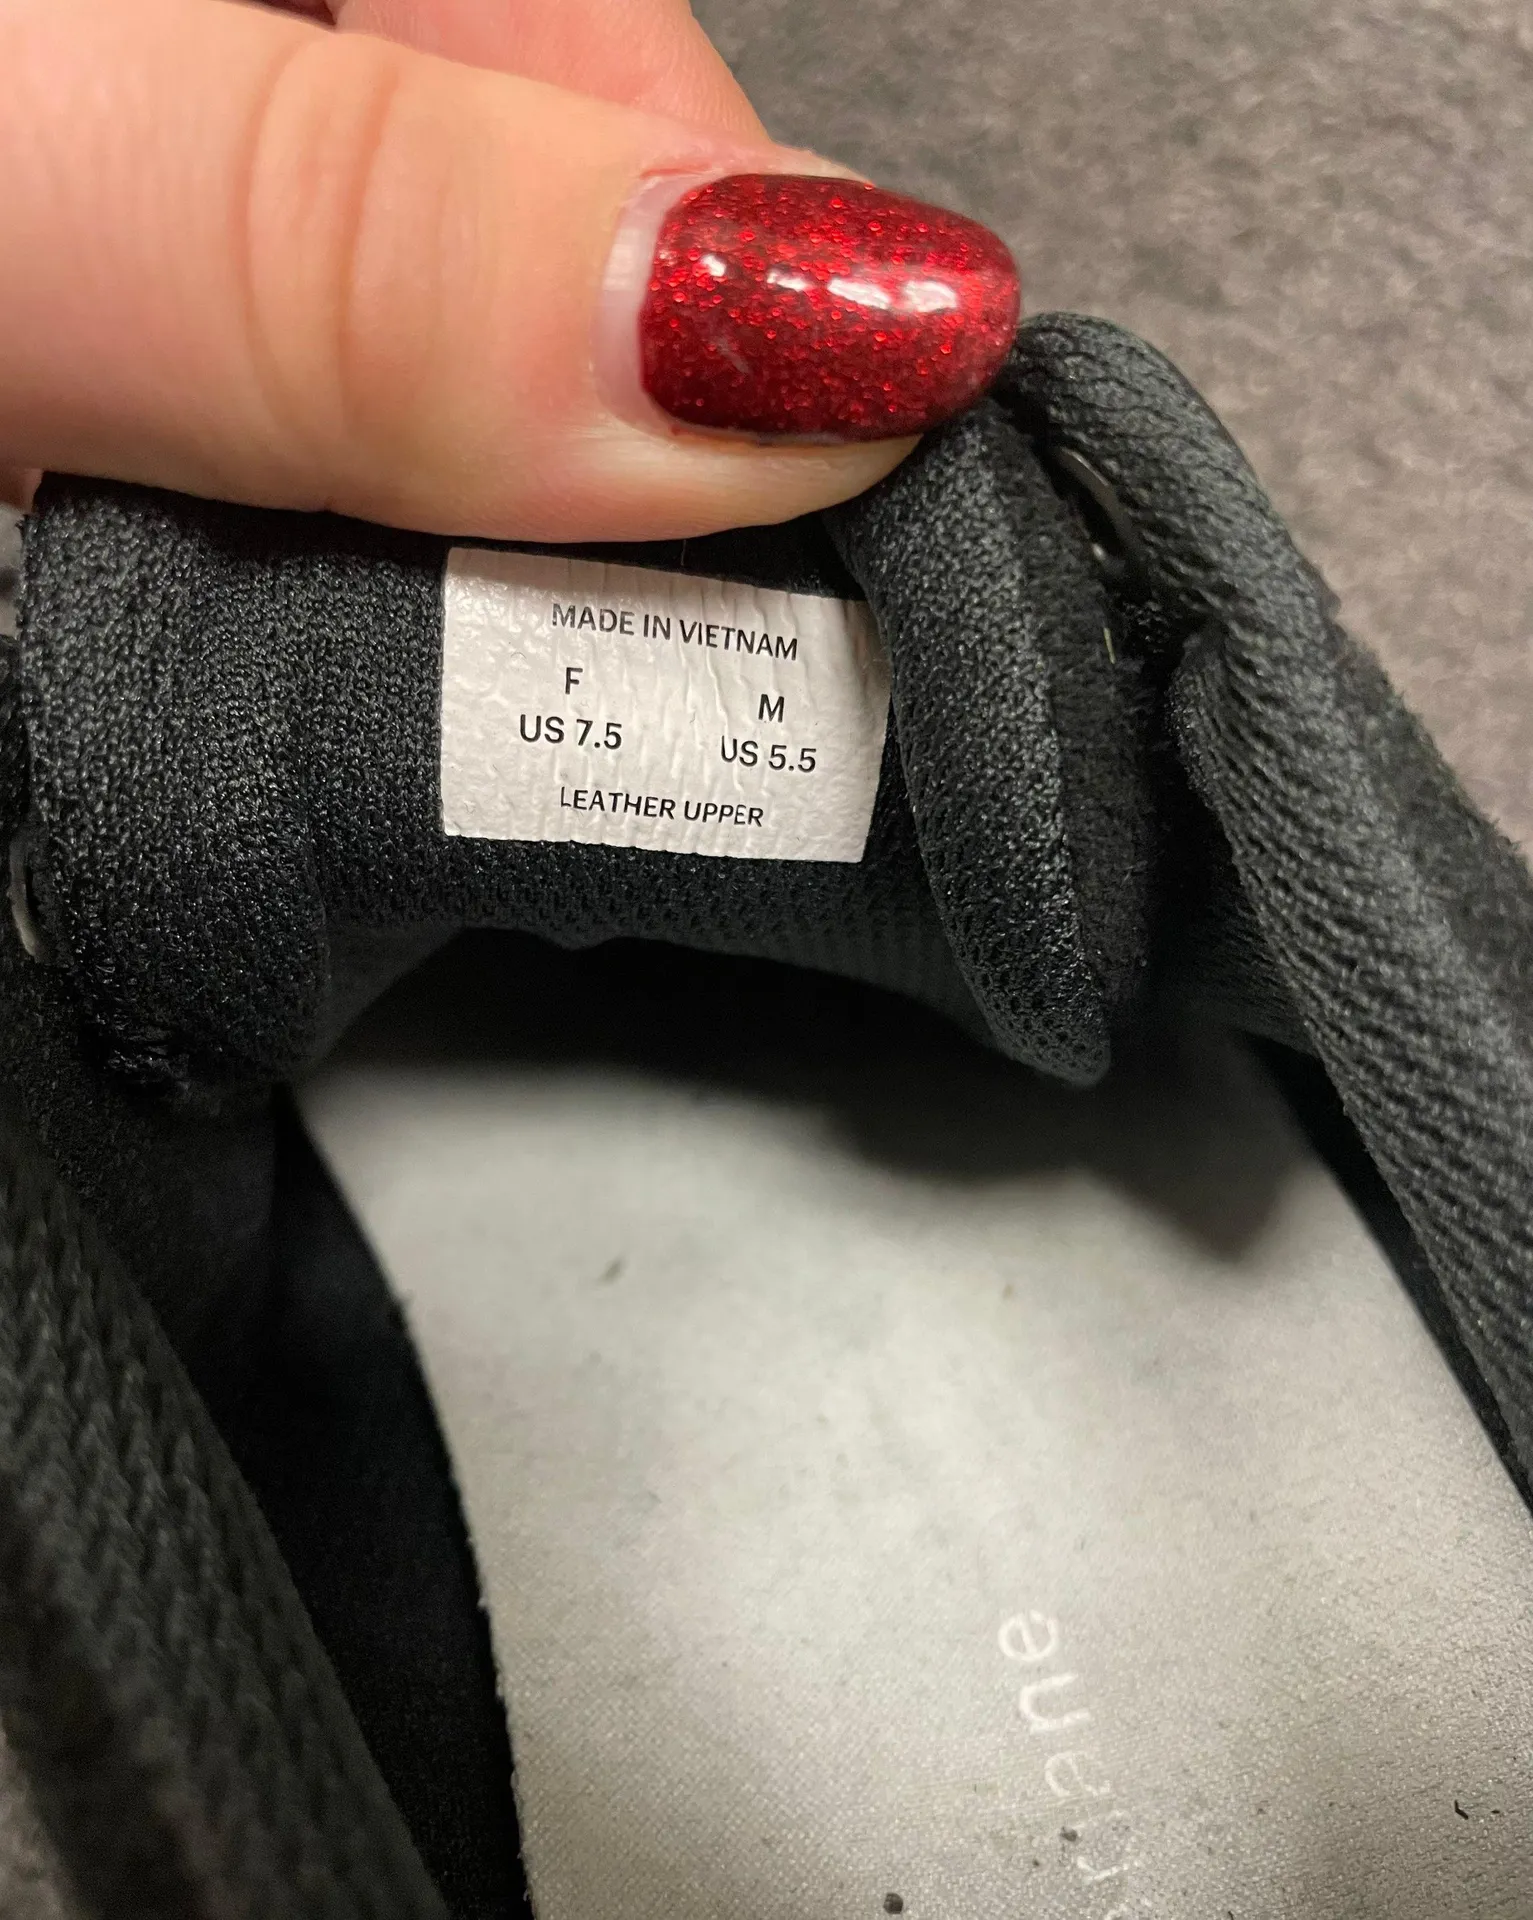 MADE IN VIETNAM
F M
US 7.5 US 5.5
LEATHER UPPER